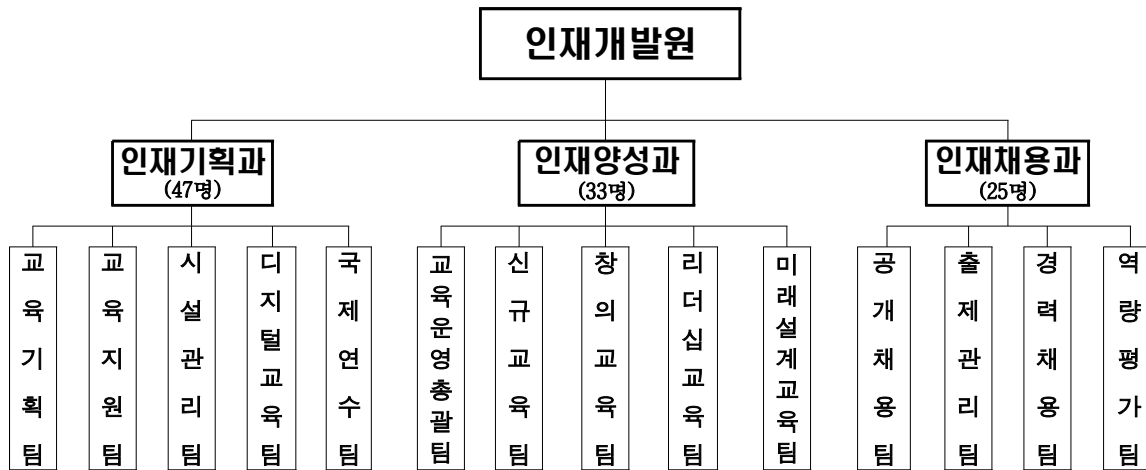 인재개발원
인재기획과
(47명)
인재양성과
(33명)
인재채용과
(25명)
교육기획팀
교육지원팀
시설관리팀
디지털교육팀
국제연수팀
교육운영총괄팀
신규교육팀
창의교육팀
리더십교육팀
미래설계교육팀
공개채용팀
출제관리팀
경력채용팀
역량평가팀